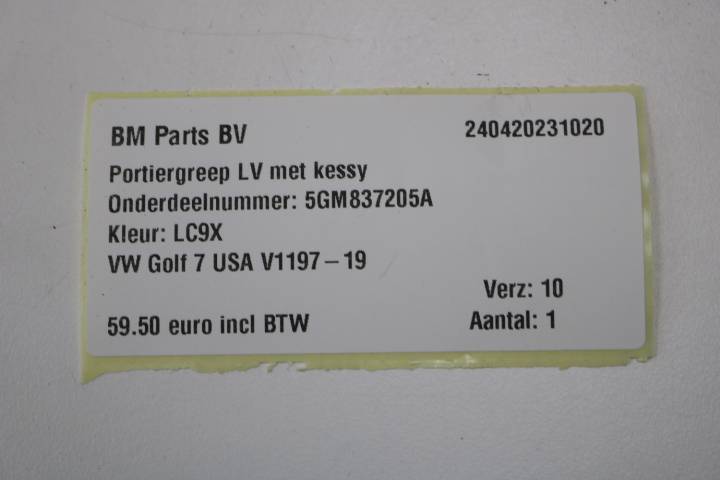 BM Parts BV 240420231020
Portiergreep LV met kessy
Onderdeelnummer: 5GM837205A
Kleur: LC9X
VW Golf 7 USA V1197-19
Verz: 10
59.50 euro incl BTW Aantal: 1